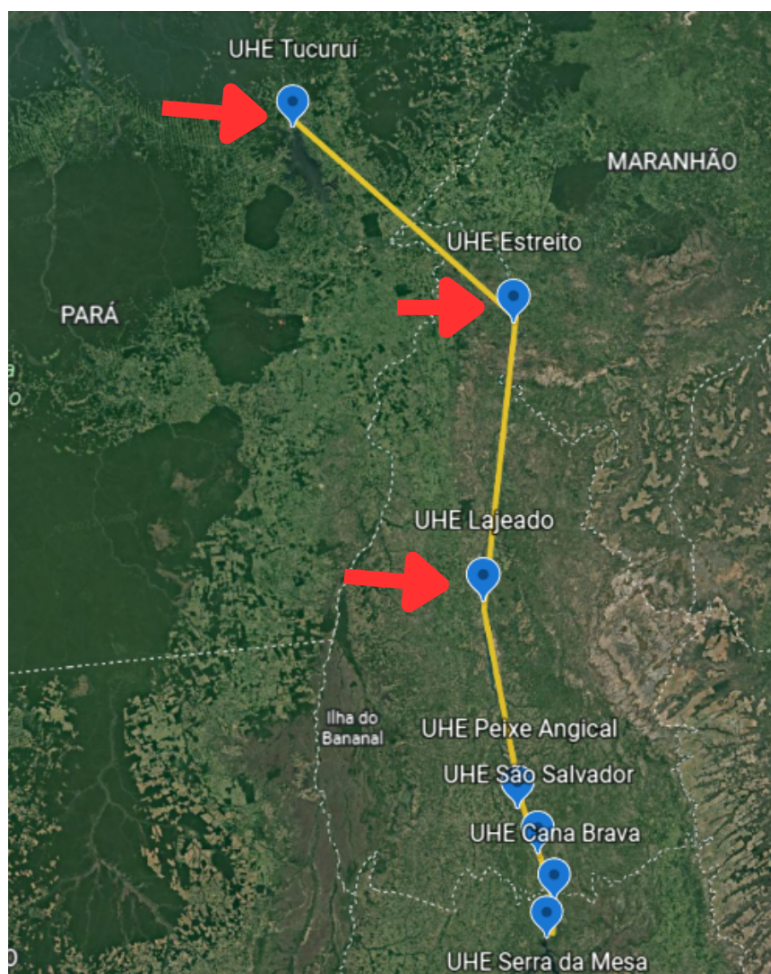 UHE Tucuruí
MARANHÃO
UHE Estreito
PARÁ
UHE Lajeado
Ilha do
Bananal
UHE Peixe Angical
UHE São Salvador
UHE Cana Brava
UHE Serra da Mesa